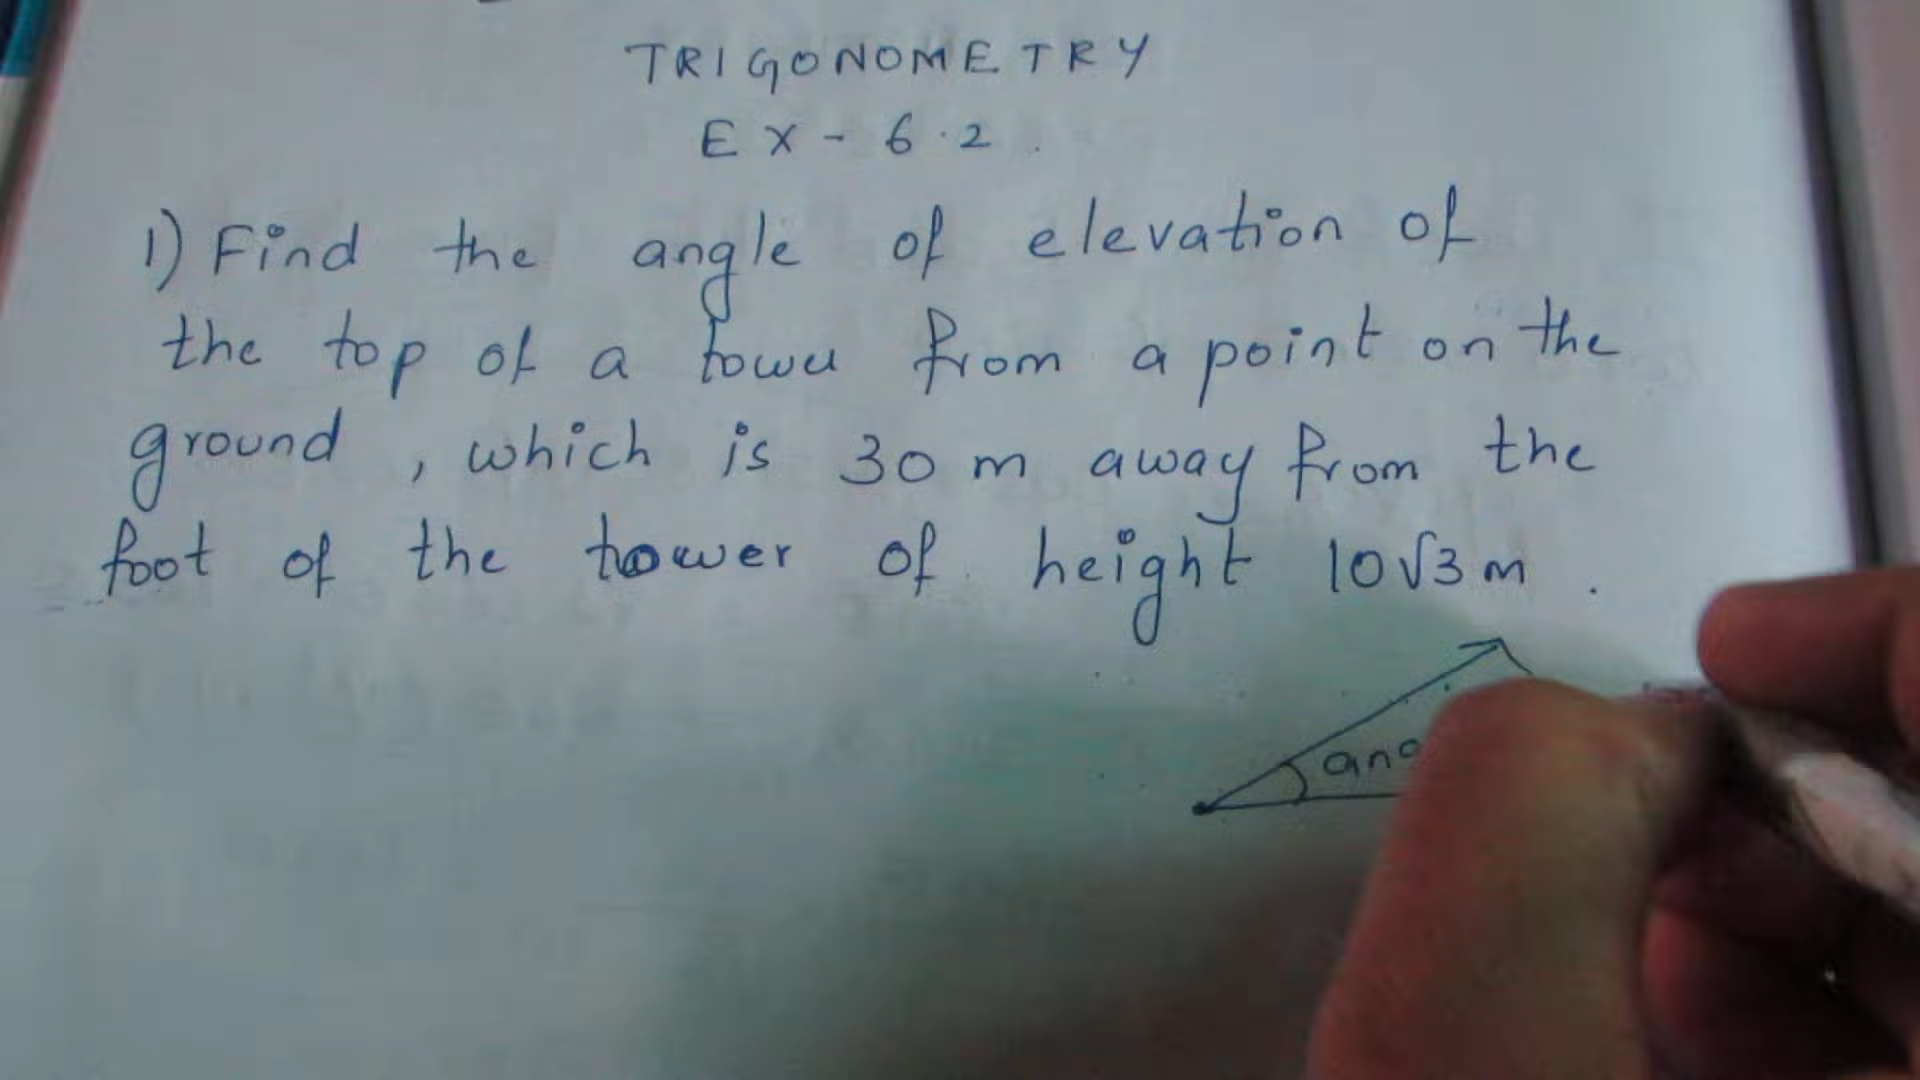 TRIGONOMETRY
EX - 6.2.
1) Find the angle of elevation of
the top of a tower from a point on the
ground, which is 30 m away from the
foot of the tower of height 10√3 m.